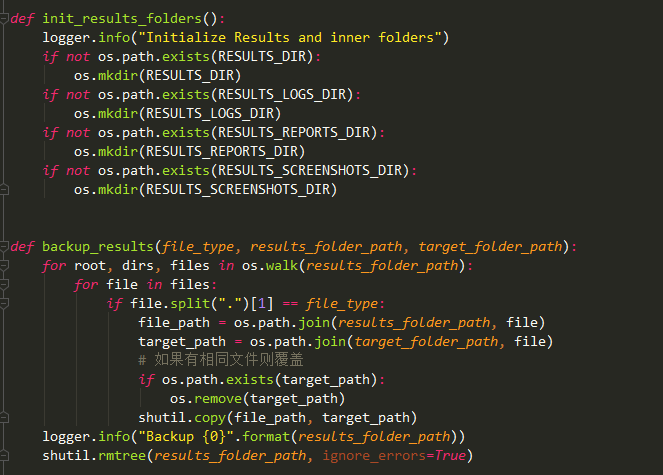 def init_results_folders():
    logger.info("Initialize Results and inner folders")
    if not os.path.exists(RESULTS_DIR):
        os.mkdir(RESULTS_DIR)
    if not os.path.exists(RESULTS_LOGS_DIR):
        os.mkdir(RESULTS_LOGS_DIR)
    if not os.path.exists(RESULTS_REPORTS_DIR):
        os.mkdir(RESULTS_REPORTS_DIR)
    if not os.path.exists(RESULTS_SCREENSHOTS_DIR):
        os.mkdir(RESULTS_SCREENSHOTS_DIR)
def backup_results(file_type, results_folder_path, target_folder_path):
    for root, dirs, files in os.walk(results_folder_path):
        for file in files:
            if file.split(".")[1] == file_type:
                file_path = os.path.join(results_folder_path, file)
                target_path = os.path.join(target_folder_path, file)
                # 如果有相同文件则覆盖
                if os.path.exists(target_path):
                    os.remove(target_path)
                shutil.copy(file_path, target_path)
    logger.info("Backup {0}".format(results_folder_path))
    shutil.rmtree(results_folder_path, ignore_errors=True)